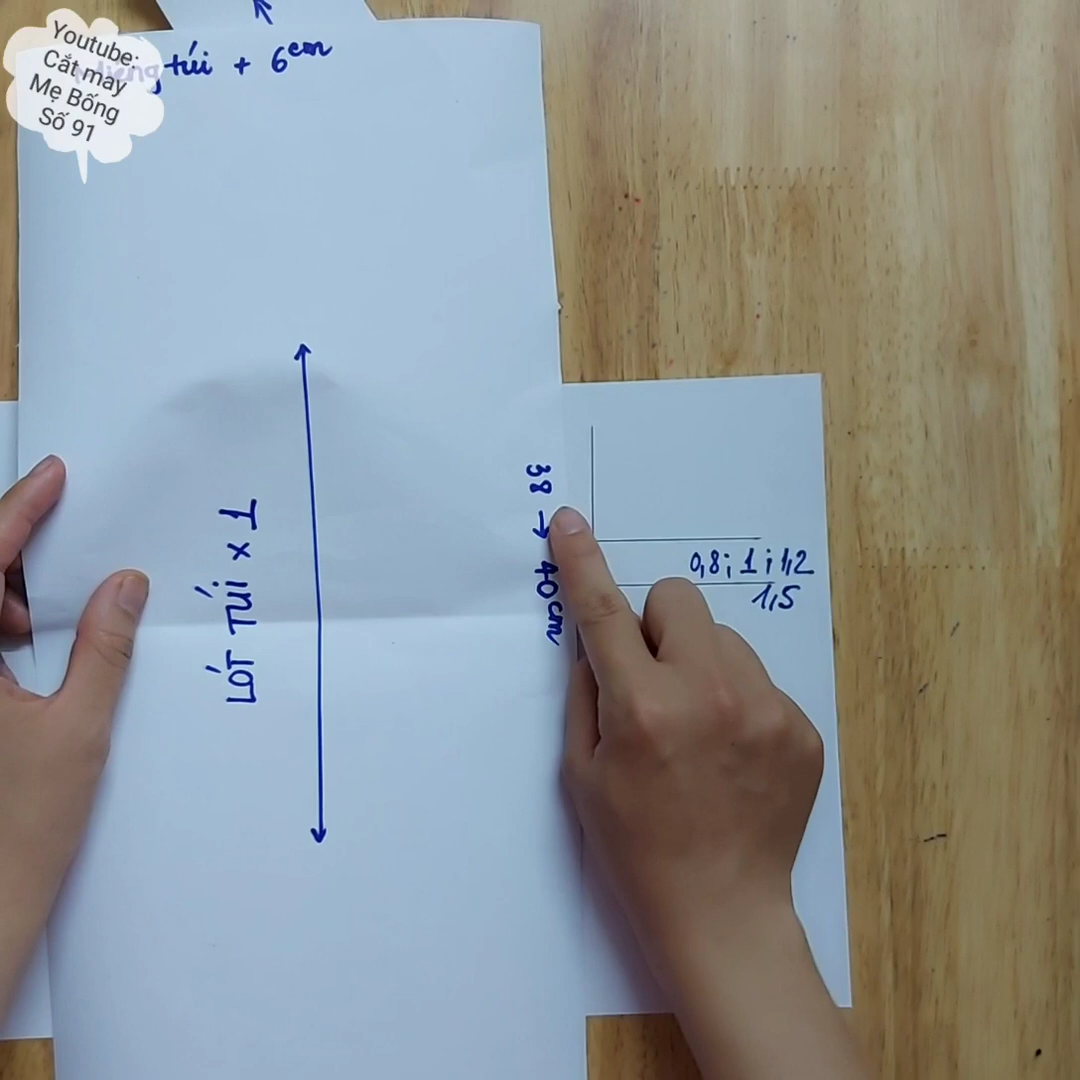 Youtube:
Cắt may
Mẹ Bống
Số 91
túi + 6cm
LÓT TÚI x 1
38 → 40cm
0,8; 1; 1,2
1,5